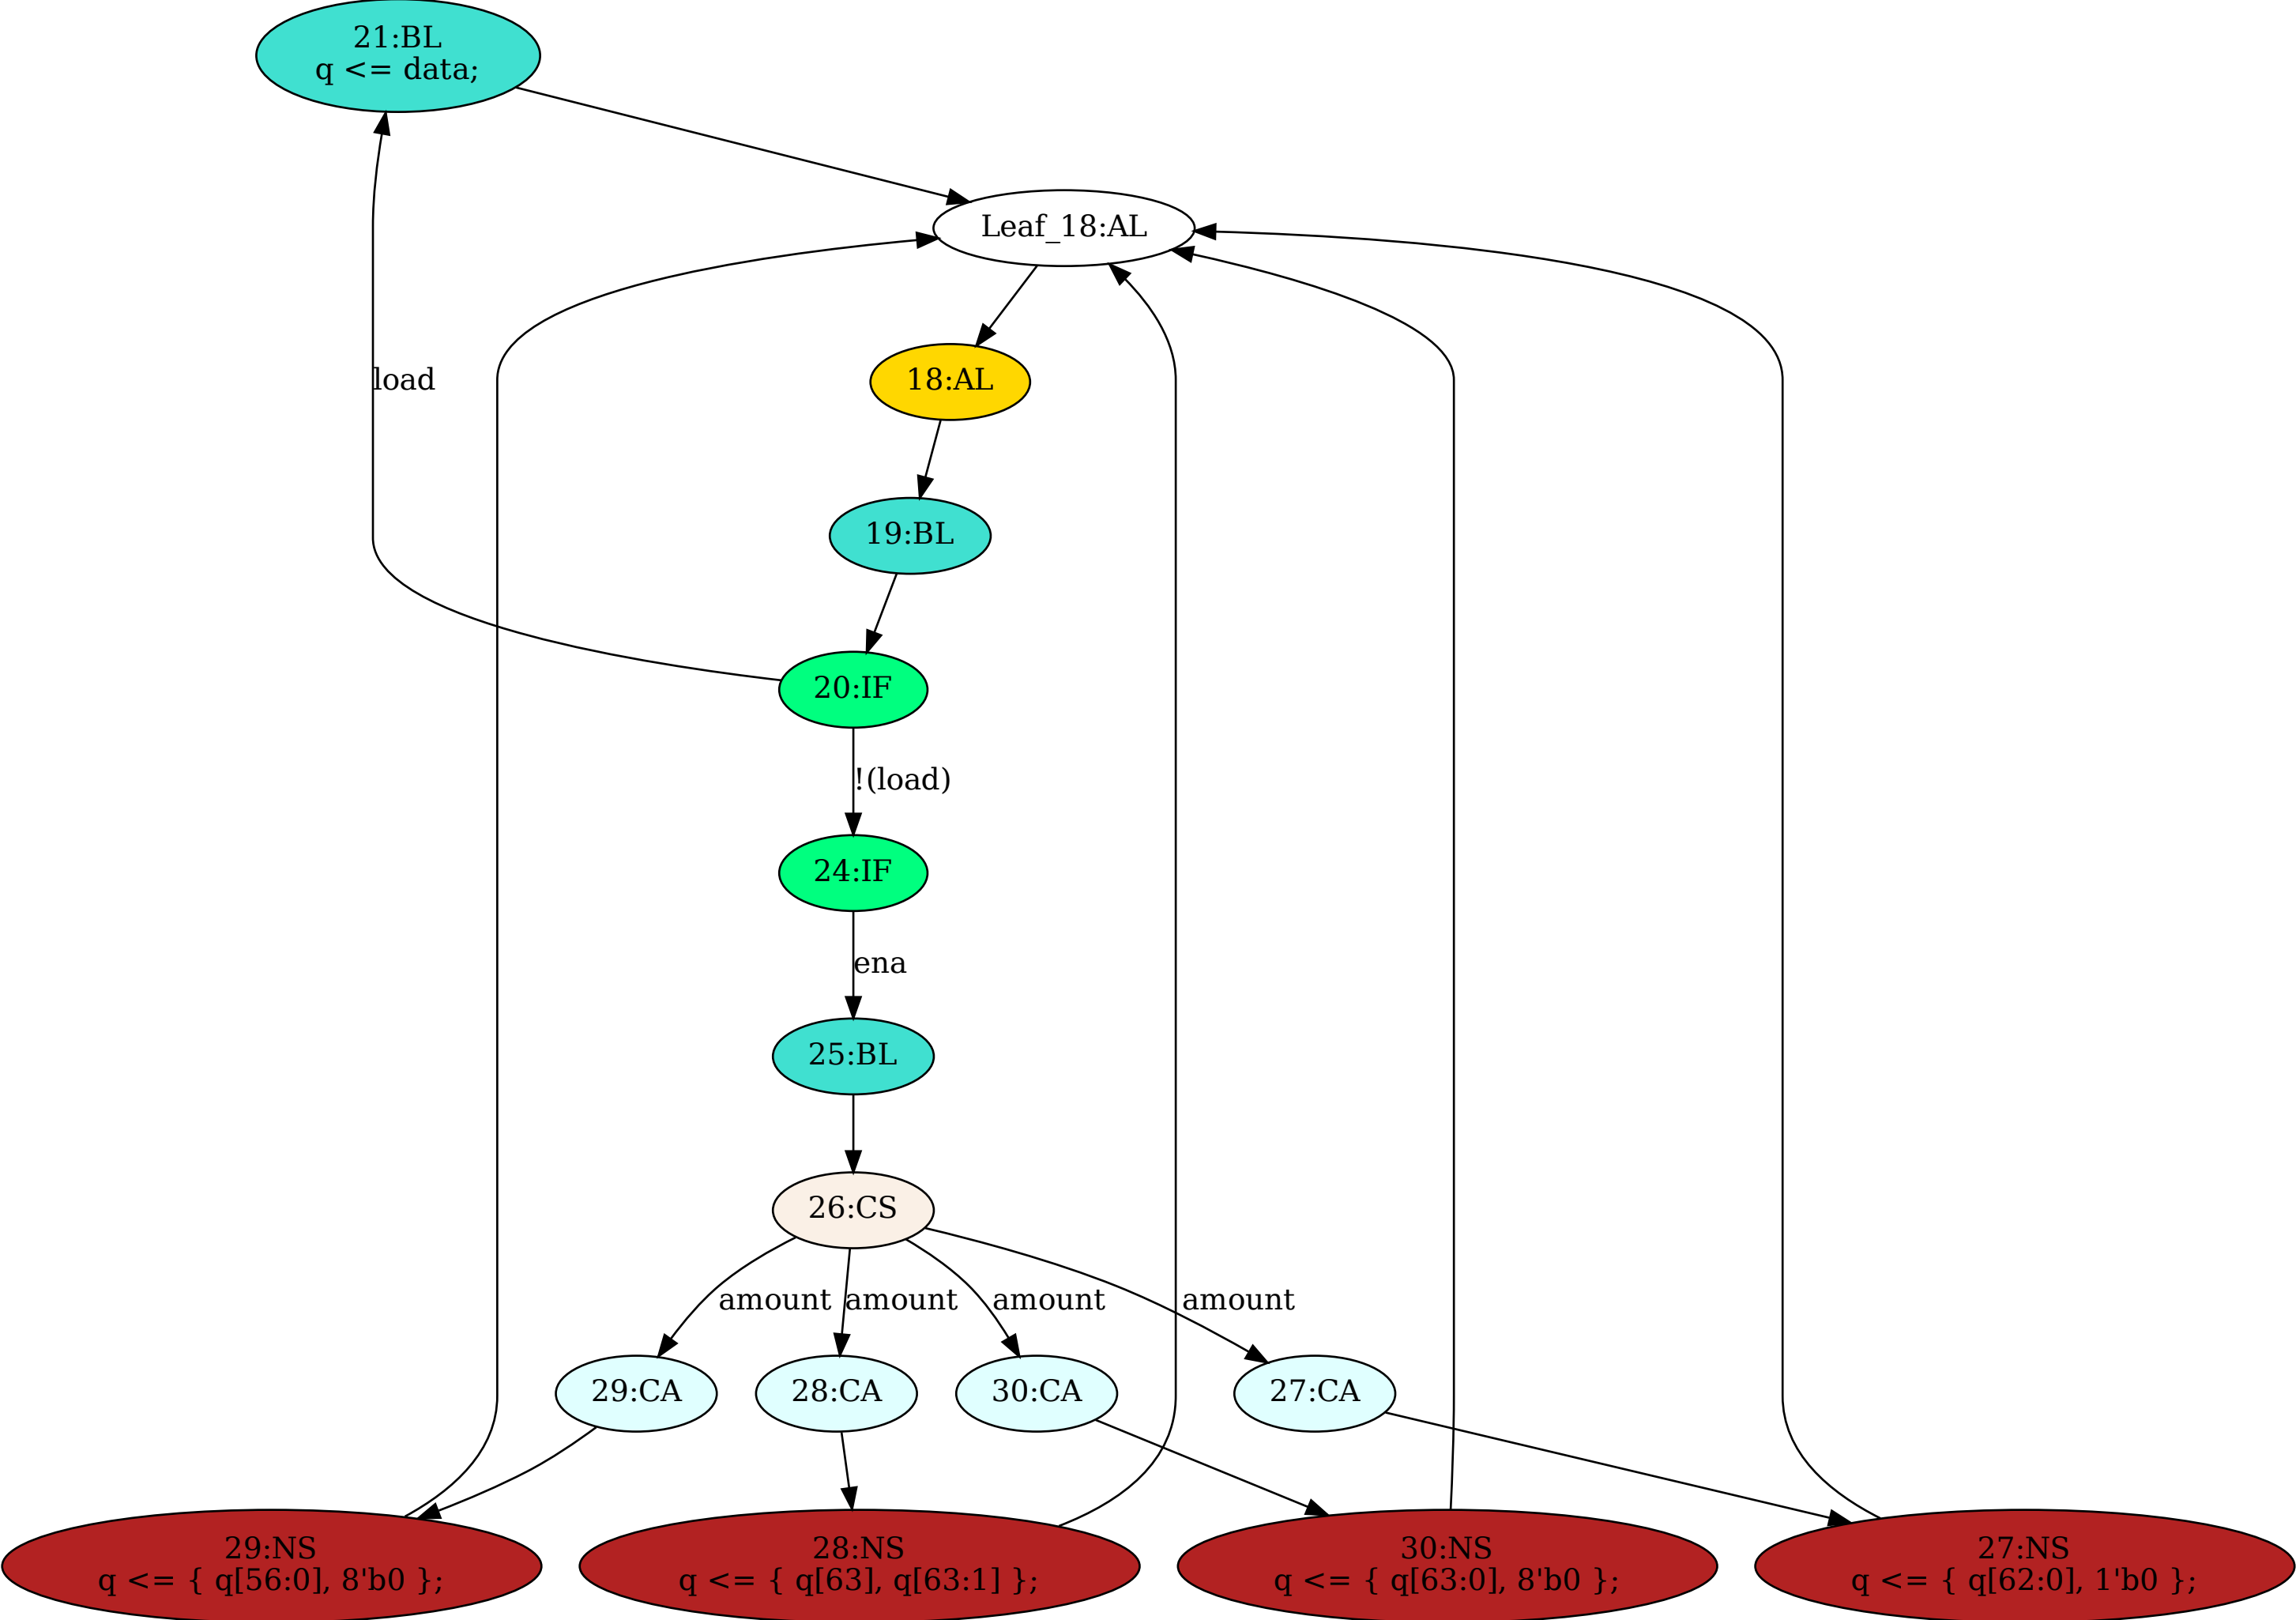 21:BL
q <= data;
Leaf_18:AL
load
18:AL
19:BL
20:IF
!(load)
24:IF
ena
25:BL
26:CS
amount
amount
amount
amount
29:CA
28:CA
30:CA
27:CA
29:NS
q <= { q[56:0], 8'b0 };
28:NS
q <= { q[63], q[63:1] };
30:NS
q <= { q[63:0], 8'b0 };
27:NS
q <= { q[62:0], 1'b0 };